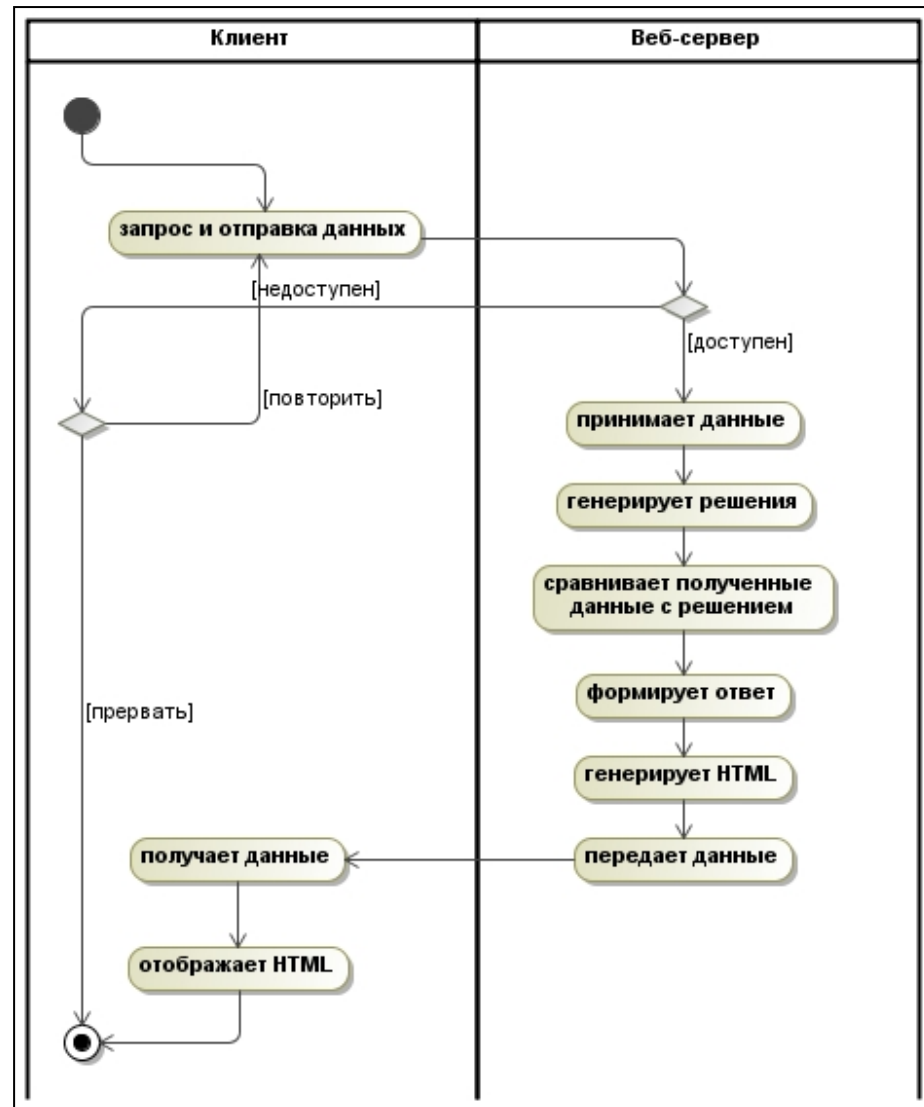 Клиент
Веб-сервер
запрос и отправка данных
[недоступен]
[доступен]
[повторить]
принимает данные
генерирует решения
сравнивает полученные
данные с решением
формирует ответ
[прервать]
генерирует HTML
получает данные
передает данные
отображает HTML